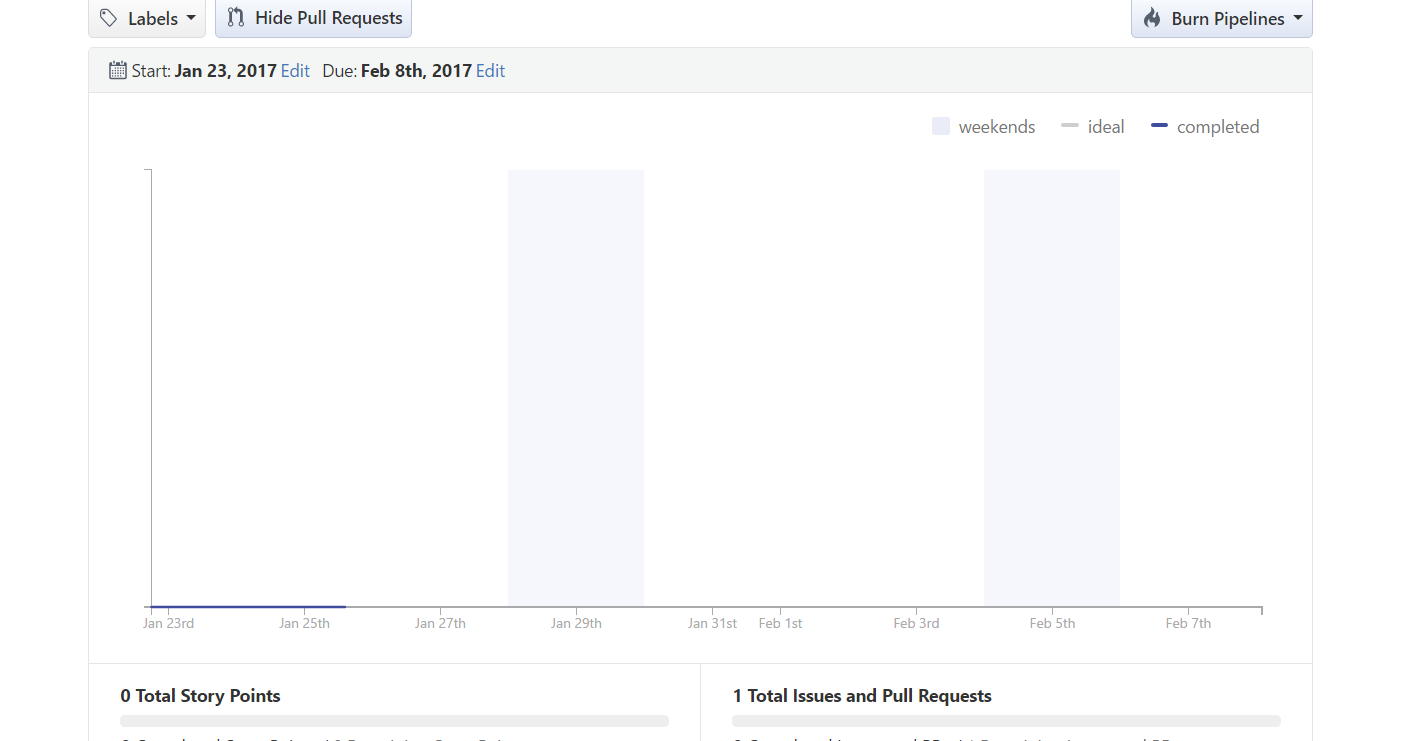 Labels Hide Pull Requests Burn Pipelines
Start: Jan 23, 2017 Edit Due: Feb 8th, 2017 Edit
weekends ideal completed
Jan 23rd Jan 25th Jan 27th Jan 29th Jan 31st Feb 1st Feb 3rd Feb 5th Feb 7th
0 Total Story Points
1 Total Issues and Pull Requests